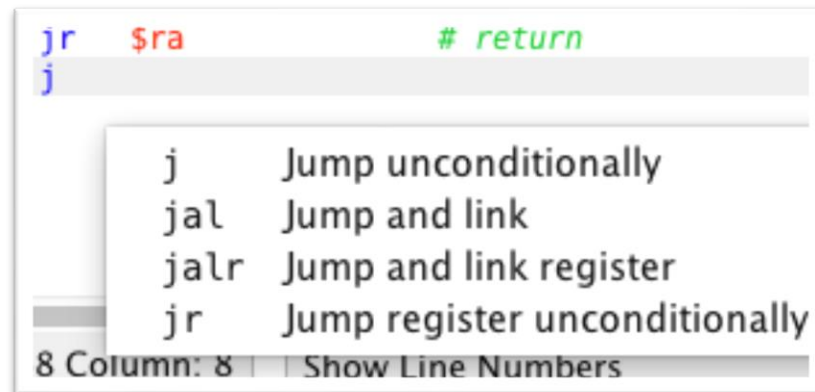 jr $ra # return
j
j Jump unconditionally
jal Jump and link
jalr Jump and link register
jr Jump register unconditionally
8 Column: 8 Show Line Numbers